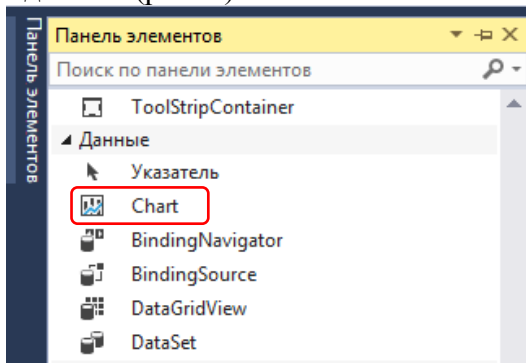 Панель элементов
Панель элементов
Поиск по панели элементов
ToolStripContainer
Данные
Указатель
Chart
BindingNavigator
BindingSource
DataGridView
DataSet